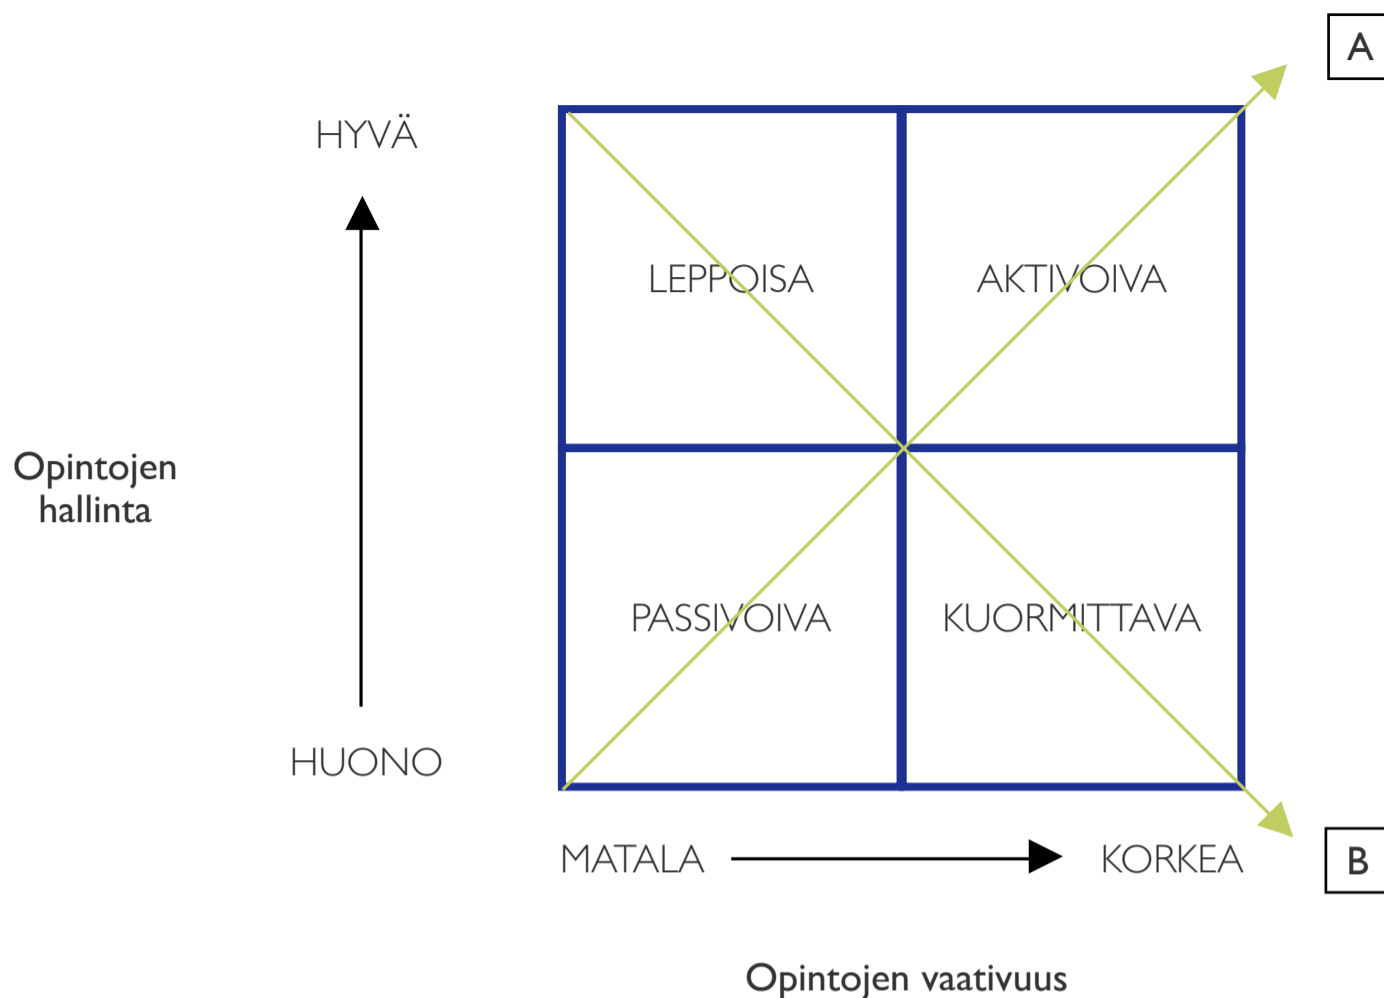 A
HYVÄ
LEPPOISA
AKTIVOIVA
Opintojen
hallinta
PASSIVOIVA
KUORMITTAVA
HUONO
MATALA
KORKEA
B
Opintojen vaativuus